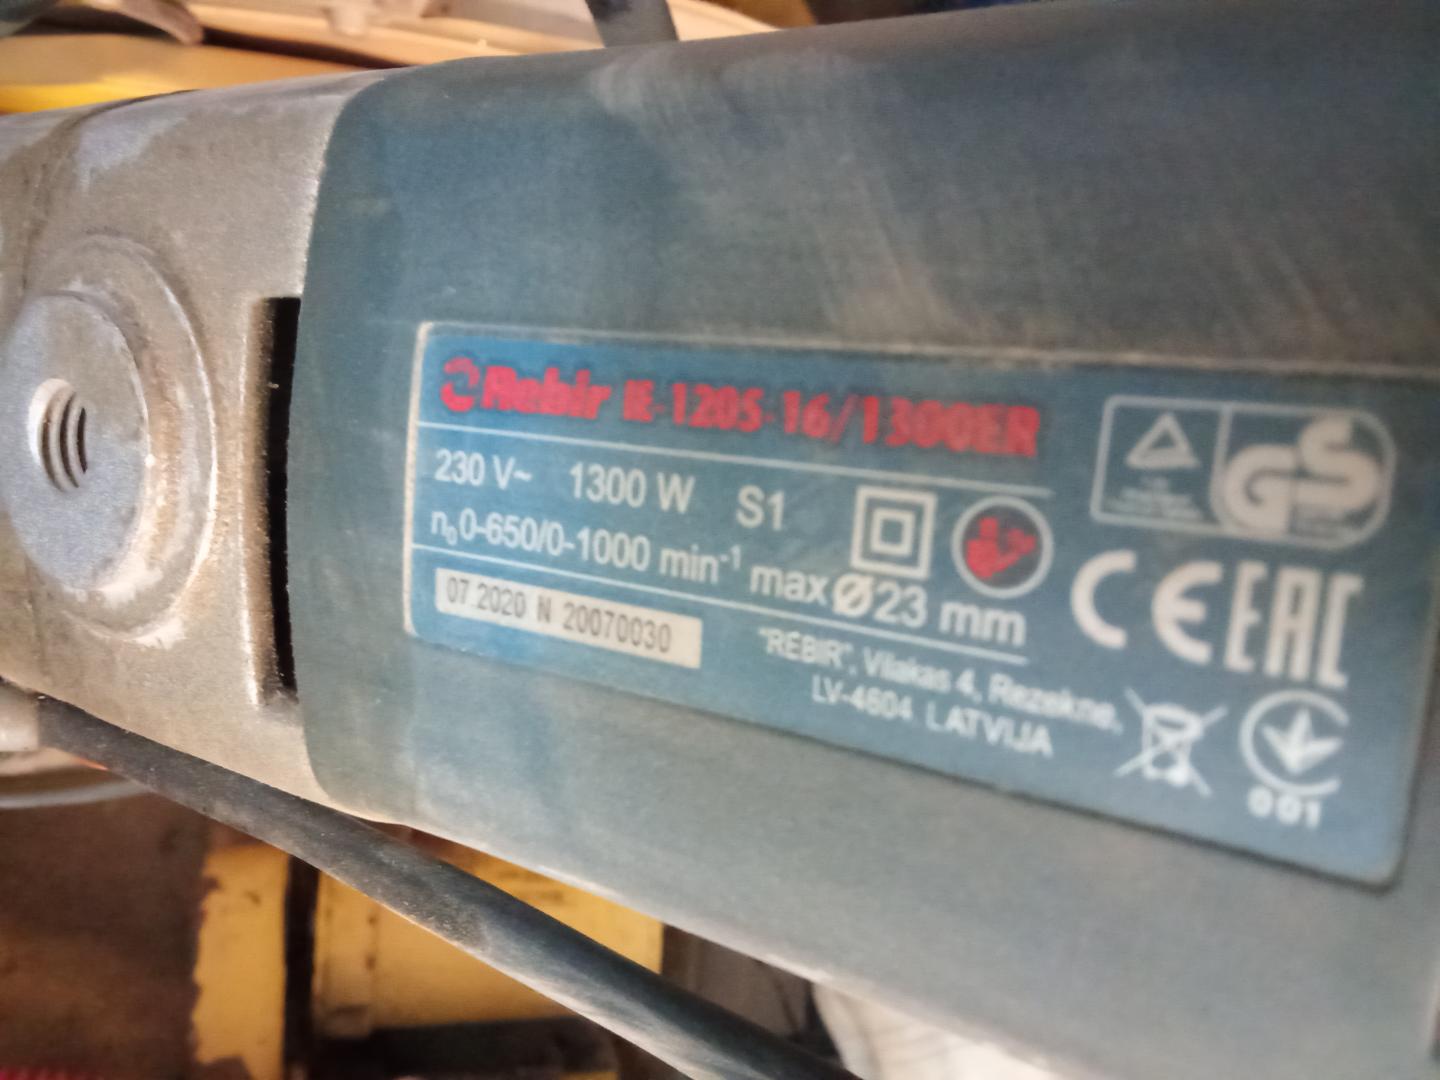 Rebir IE-1205-16/1300ER
230 V~ 1300 W S1
n₀ 0-650/0-1000 min⁻¹ max Ø23 mm
07.2020 N 20070030
"REBIR", Vilakas 4, Rezekne,
LV-4604 LATVIJA
GS
CE EAC
001